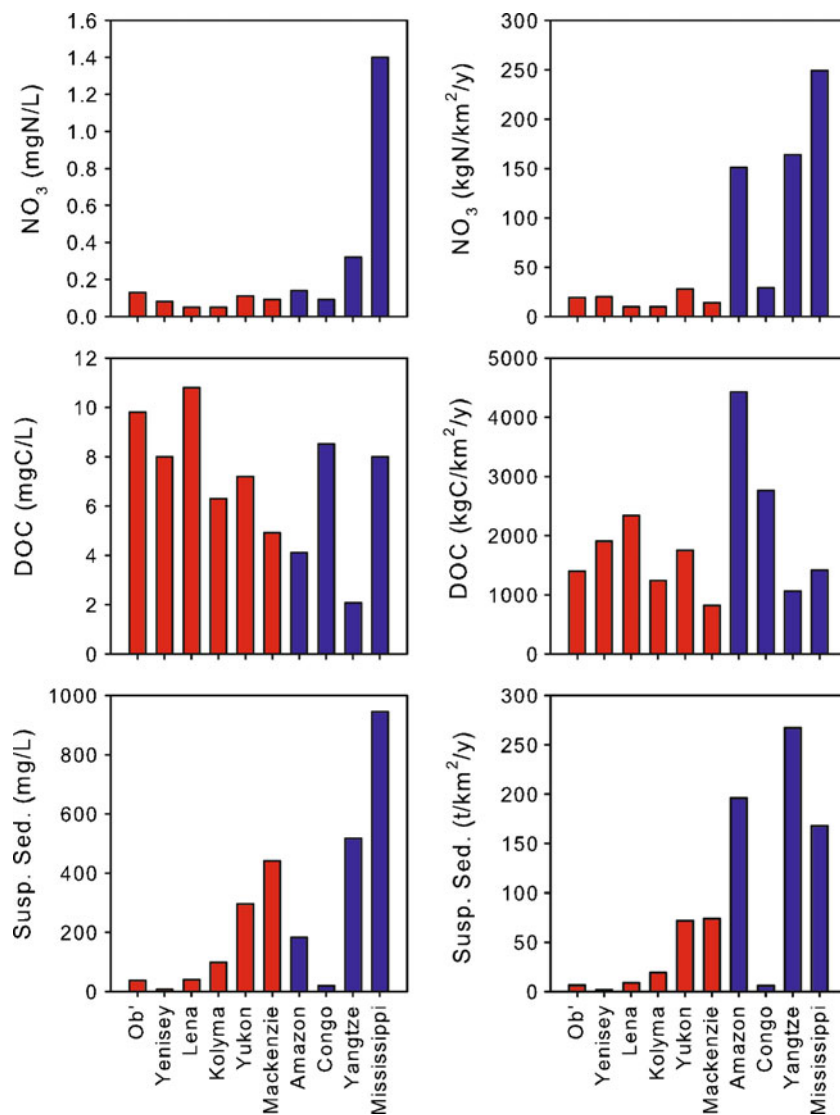 NO3 (mgN/L)
1.6
1.4
1.2
1.0
0.8
0.6
0.4
0.2
0.0
NO3 (kgN/km2/y)
300
250
200
150
100
50
0
DOC (mgC/L)
12
10
8
6
4
2
0
DOC (kgC/km2/y)
5000
4000
3000
2000
1000
0
Susp. Sed. (mg/L)
1000
800
600
400
200
0
Ob'
Yenisey
Lena
Kolyma
Yukon
Mackenzie
Amazon
Congo
Yangtze
Mississippi
Susp. Sed. (t/km2/y)
300
250
200
150
100
50
0
Ob'
Yenisey
Lena
Kolyma
Yukon
Mackenzie
Amazon
Congo
Yangtze
Mississippi